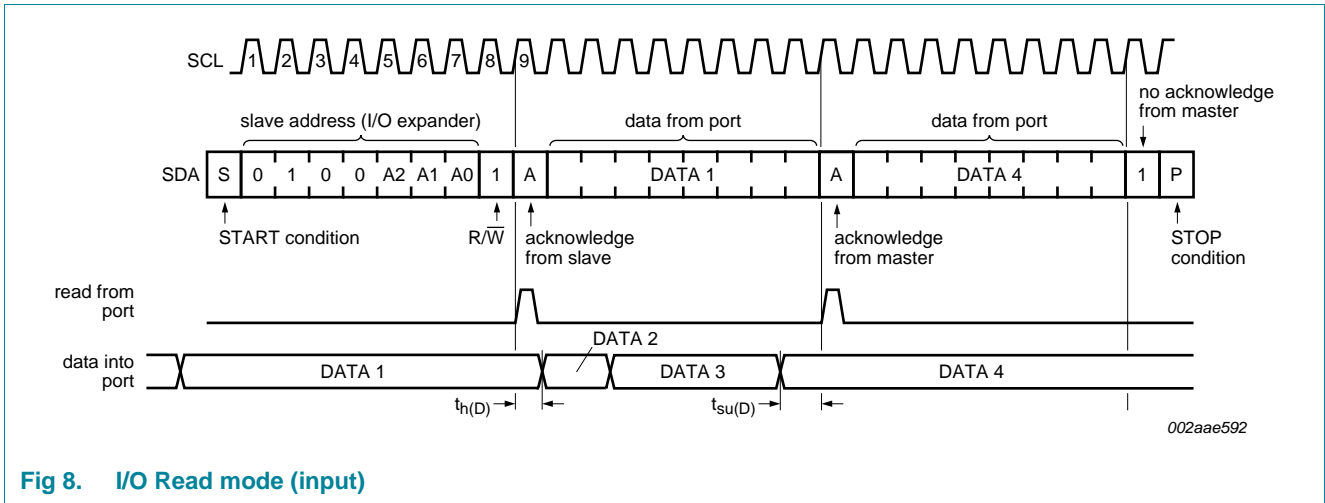 SCL 1 2 3 4 5 6 7 8 9
no acknowledge
from master
slave address (I/O expander) data from port data from port
SDA S 0 1 0 0 A2 A1 A0 1 A DATA 1 A DATA 4 1 P
START condition R/W̅ acknowledge
from slave
acknowledge
from master
STOP
condition
read from
port
DATA 2
data into
port
DATA 1 DATA 3 DATA 4
th(D) tsu(D)
002aae592
Fig 8. I/O Read mode (input)